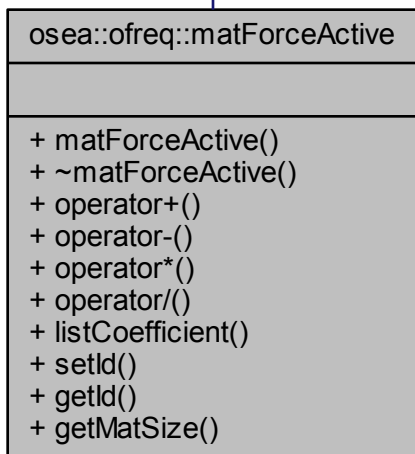 osea::ofreq::matForceActive
+ matForceActive()
+ ~matForceActive()
+ operator+()
+ operator-()
+ operator*()
+ operator/()
+ listCoefficient()
+ setId()
+ getId()
+ getMatSize()